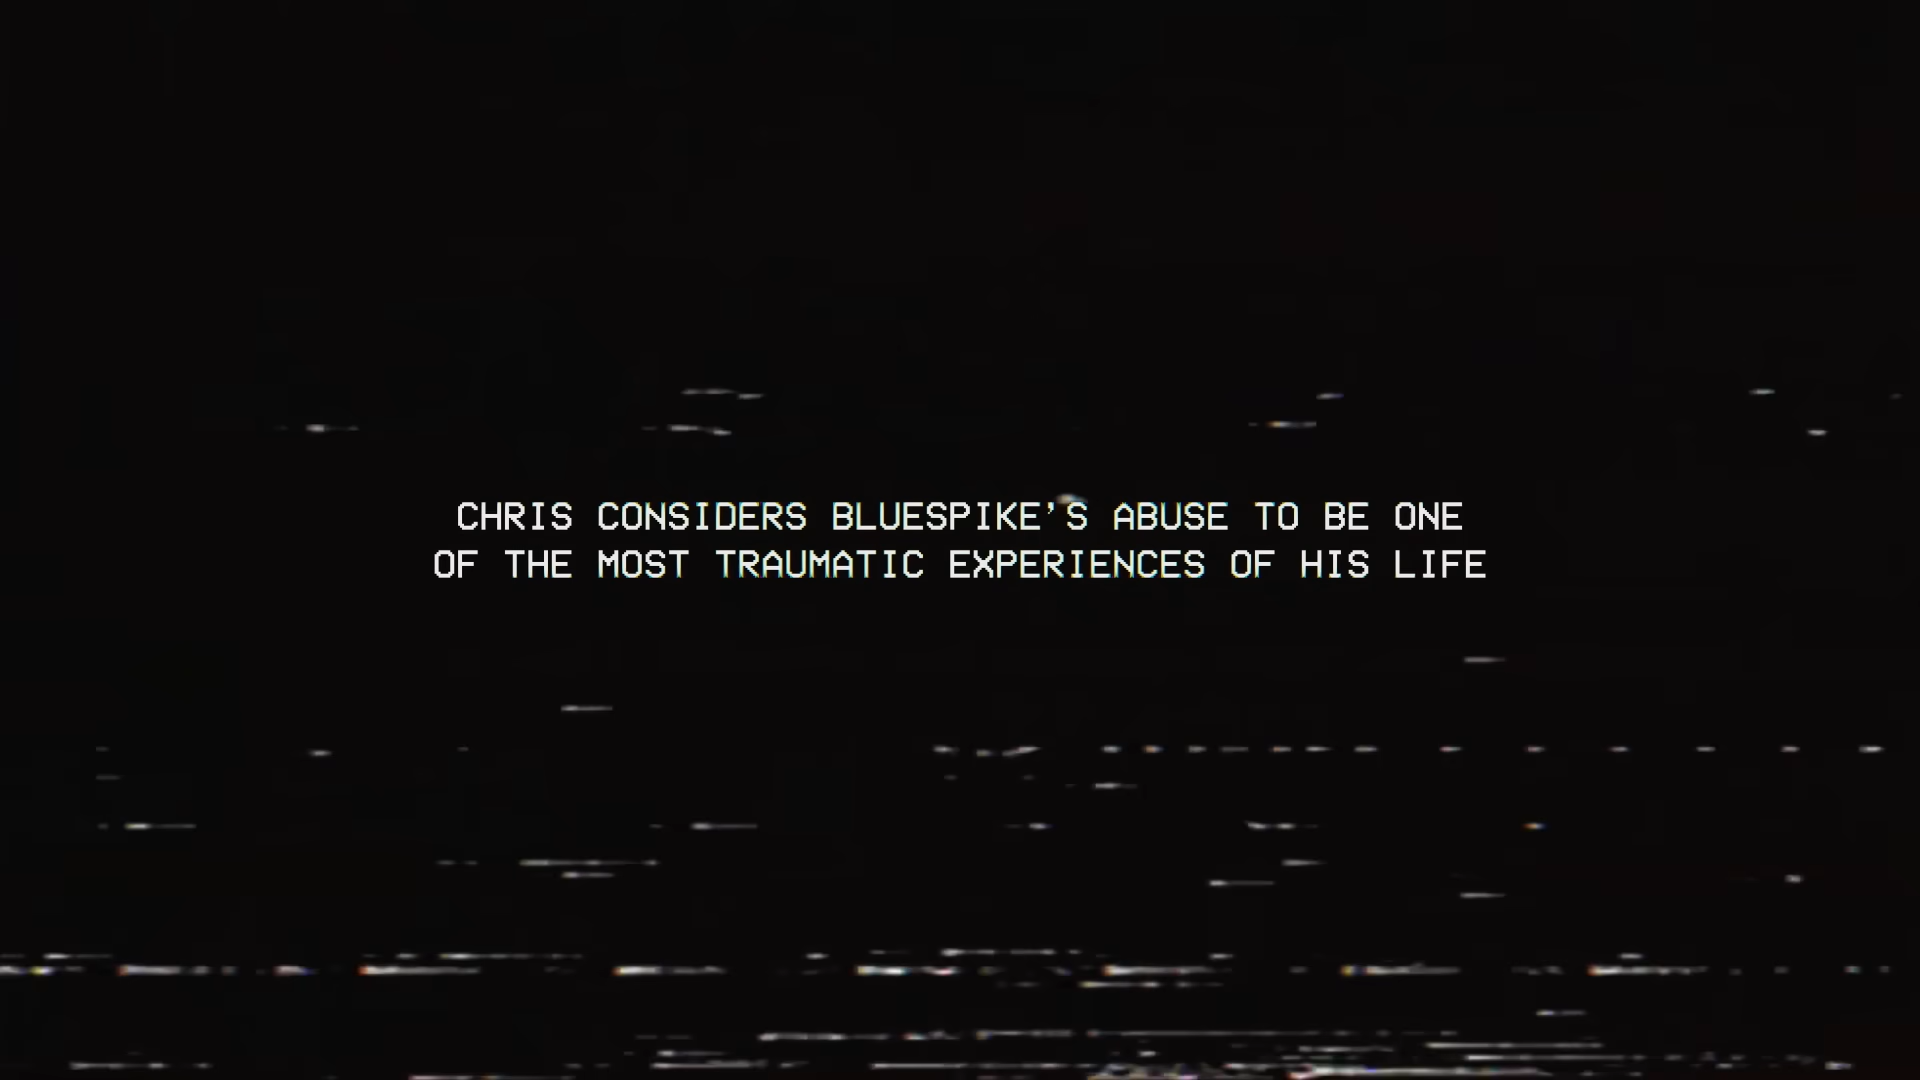 CHRIS CONSIDERS BLUESPIKE'S ABUSE TO BE ONE
OF THE MOST TRAUMATIC EXPERIENCES OF HIS LIFE